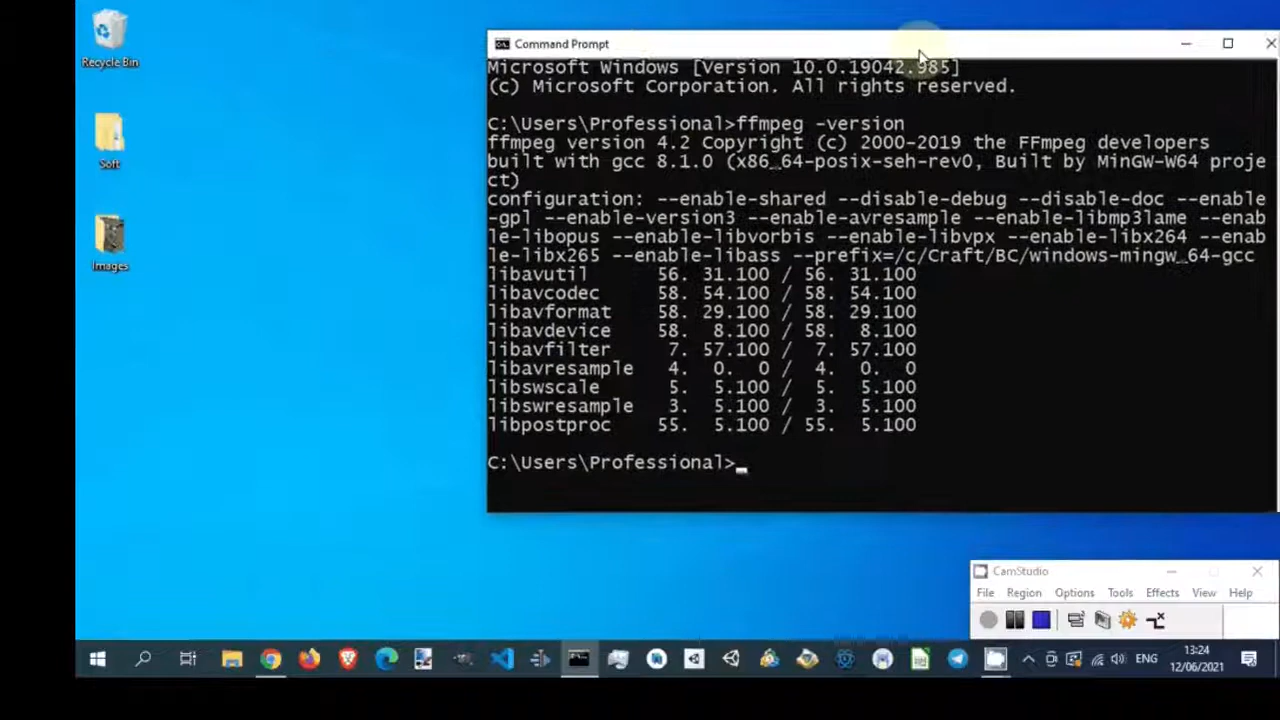 Recycle Bin
Soft
Images
Command Prompt
Microsoft Windows [Version 10.0.19042.985]
(c) Microsoft Corporation. All rights reserved.
C:\Users\Professional>ffmpeg -version
ffmpeg version 4.2 Copyright (c) 2000-2019 the FFmpeg developers
built with gcc 8.1.0 (x86_64-posix-seh-rev0, Built by MinGW-W64 proje
ct)
configuration: --enable-shared --disable-debug --disable-doc --enable
-gpl --enable-version3 --enable-avresample --enable-libmp3lame --enab
le-libopus --enable-libvorbis --enable-libvpx --enable-libx264 --enab
le-libx265 --enable-libass --prefix=/c/Craft/BC/windows-mingw_64-gcc
libavutil 56. 31.100 / 56. 31.100
libavcodec 58. 54.100 / 58. 54.100
libavformat 58. 29.100 / 58. 29.100
libavdevice 58. 8.100 / 58. 8.100
libavfilter 7. 57.100 / 7. 57.100
libavresample 4. 0. 0 / 4. 0. 0
libswscale 5. 5.100 / 5. 5.100
libswresample 3. 5.100 / 3. 5.100
libpostproc 55. 5.100 / 55. 5.100
C:\Users\Professional>
CamStudio
File Region Options Tools Effects View Help
ENG
13:24
12/06/2021